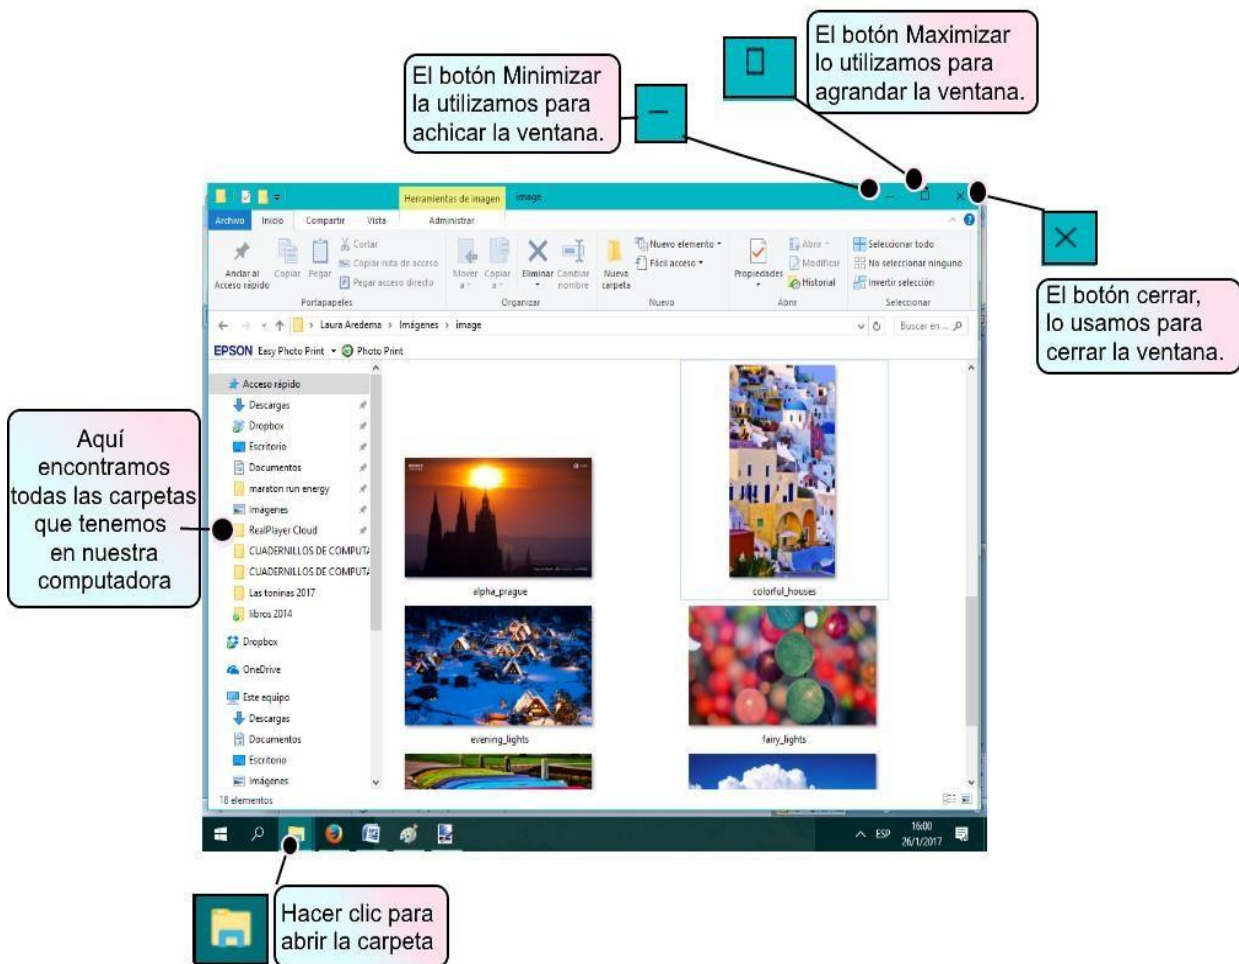 El botón Minimizar
la utilizamos para
achicar la ventana.
El botón Maximizar
lo utilizamos para
agrandar la ventana.
El botón cerrar,
lo usamos para
cerrar la ventana.
Herramientas de imagen image
Archivo Inicio Compartir Vista Administrar
Anclar al
Acceso rápido
Copiar
Pegar
Cortar
Copiar ruta de acceso
Pegar acceso directo
Portapapeles
Mover
a
Copiar
a
Eliminar
Cambiar
nombre
Organizar
Nueva
carpeta
Nuevo elemento
Fácil acceso
Nuevo
Propiedades
Abrir
Modificar
Historial
Abrir
Seleccionar todo
No seleccionar ninguno
Invertir selección
Seleccionar
> Laura Aredema > Imágenes > image
Buscar en ...
EPSON Easy Photo Print Photo Print
Aquí
encontramos
todas las carpetas
que tenemos
en nuestra
computadora
Acceso rápido
Descargas
Dropbox
Escritorio
Documentos
maraton run energy
Imágenes
RealPlayer Cloud
CUADERNILLOS DE COMPUTA
CUADERNILLOS DE COMPUTA
Las toninas 2017
libros 2014
Dropbox
OneDrive
Este equipo
Descargas
Documentos
Escritorio
Imágenes
alpha_prague
colorful_houses
evening_lights
fairy_lights
18 elementos
ESP
16:00
26/1/2017
Hacer clic para
abrir la carpeta